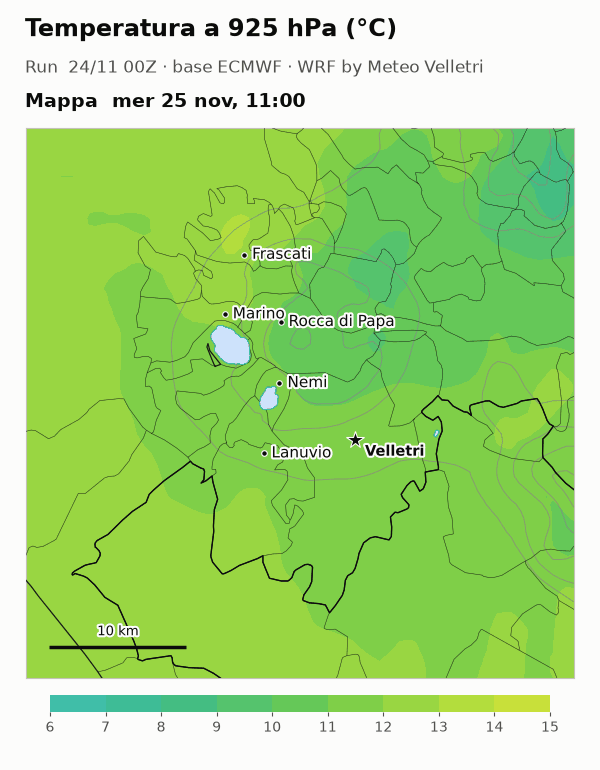 Temperatura a 925 hPa (°C)
Run  24/11 00Z · base ECMWF · WRF by Meteo Velletri
Mappa  mer 25 nov, 11:00
Frascati
Marino
Rocca di Papa
Nemi
Velletri
Lanuvio
10 km
6 7 8 9 10 11 12 13 14 15